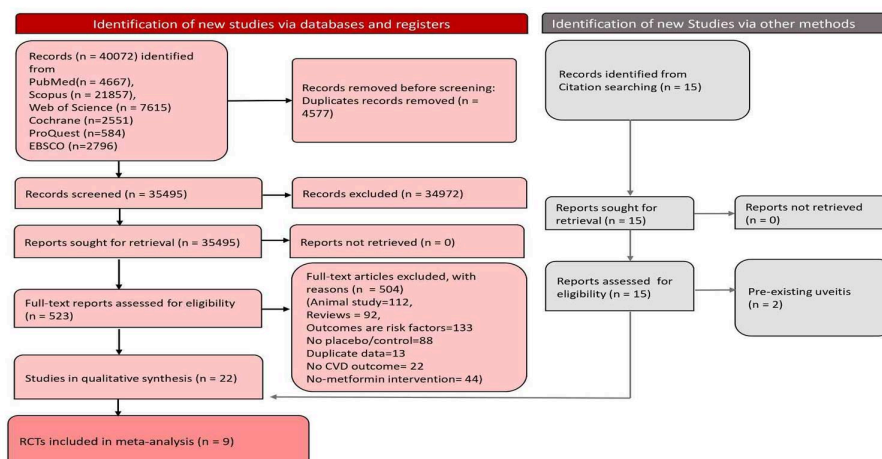 Identification of new studies via databases and registers
Identification of new Studies via other methods
Records (n = 40072) identified
from
PubMed(n = 4667),
Scopus (n = 21857),
Web of Science (n = 7615)
Cochrane (n=2551)
ProQuest (n=584)
EBSCO (n=2796)
Records removed before screening:
Duplicates records removed (n =
4577)
Records identified from
Citation searching (n = 15)
Records screened (n = 35495)
Records excluded (n = 34972)
Reports sought for retrieval (n = 35495)
Reports not retrieved (n = 0)
Reports sought for
retrieval (n = 15)
Reports not retrieved
(n = 0)
Full-text reports assessed for eligibility
(n = 523)
Full-text articles excluded, with
reasons (n = 504)
(Animal study=112,
Reviews = 92,
Outcomes are risk factors=133
No placebo/control=88
Duplicate data=13
No CVD outcome= 22
No-metformin intervention= 44)
Reports assessed for
eligibility (n = 15)
Pre-existing uveitis
(n = 2)
Studies in qualitative synthesis (n = 22)
RCTs included in meta-analysis (n = 9)